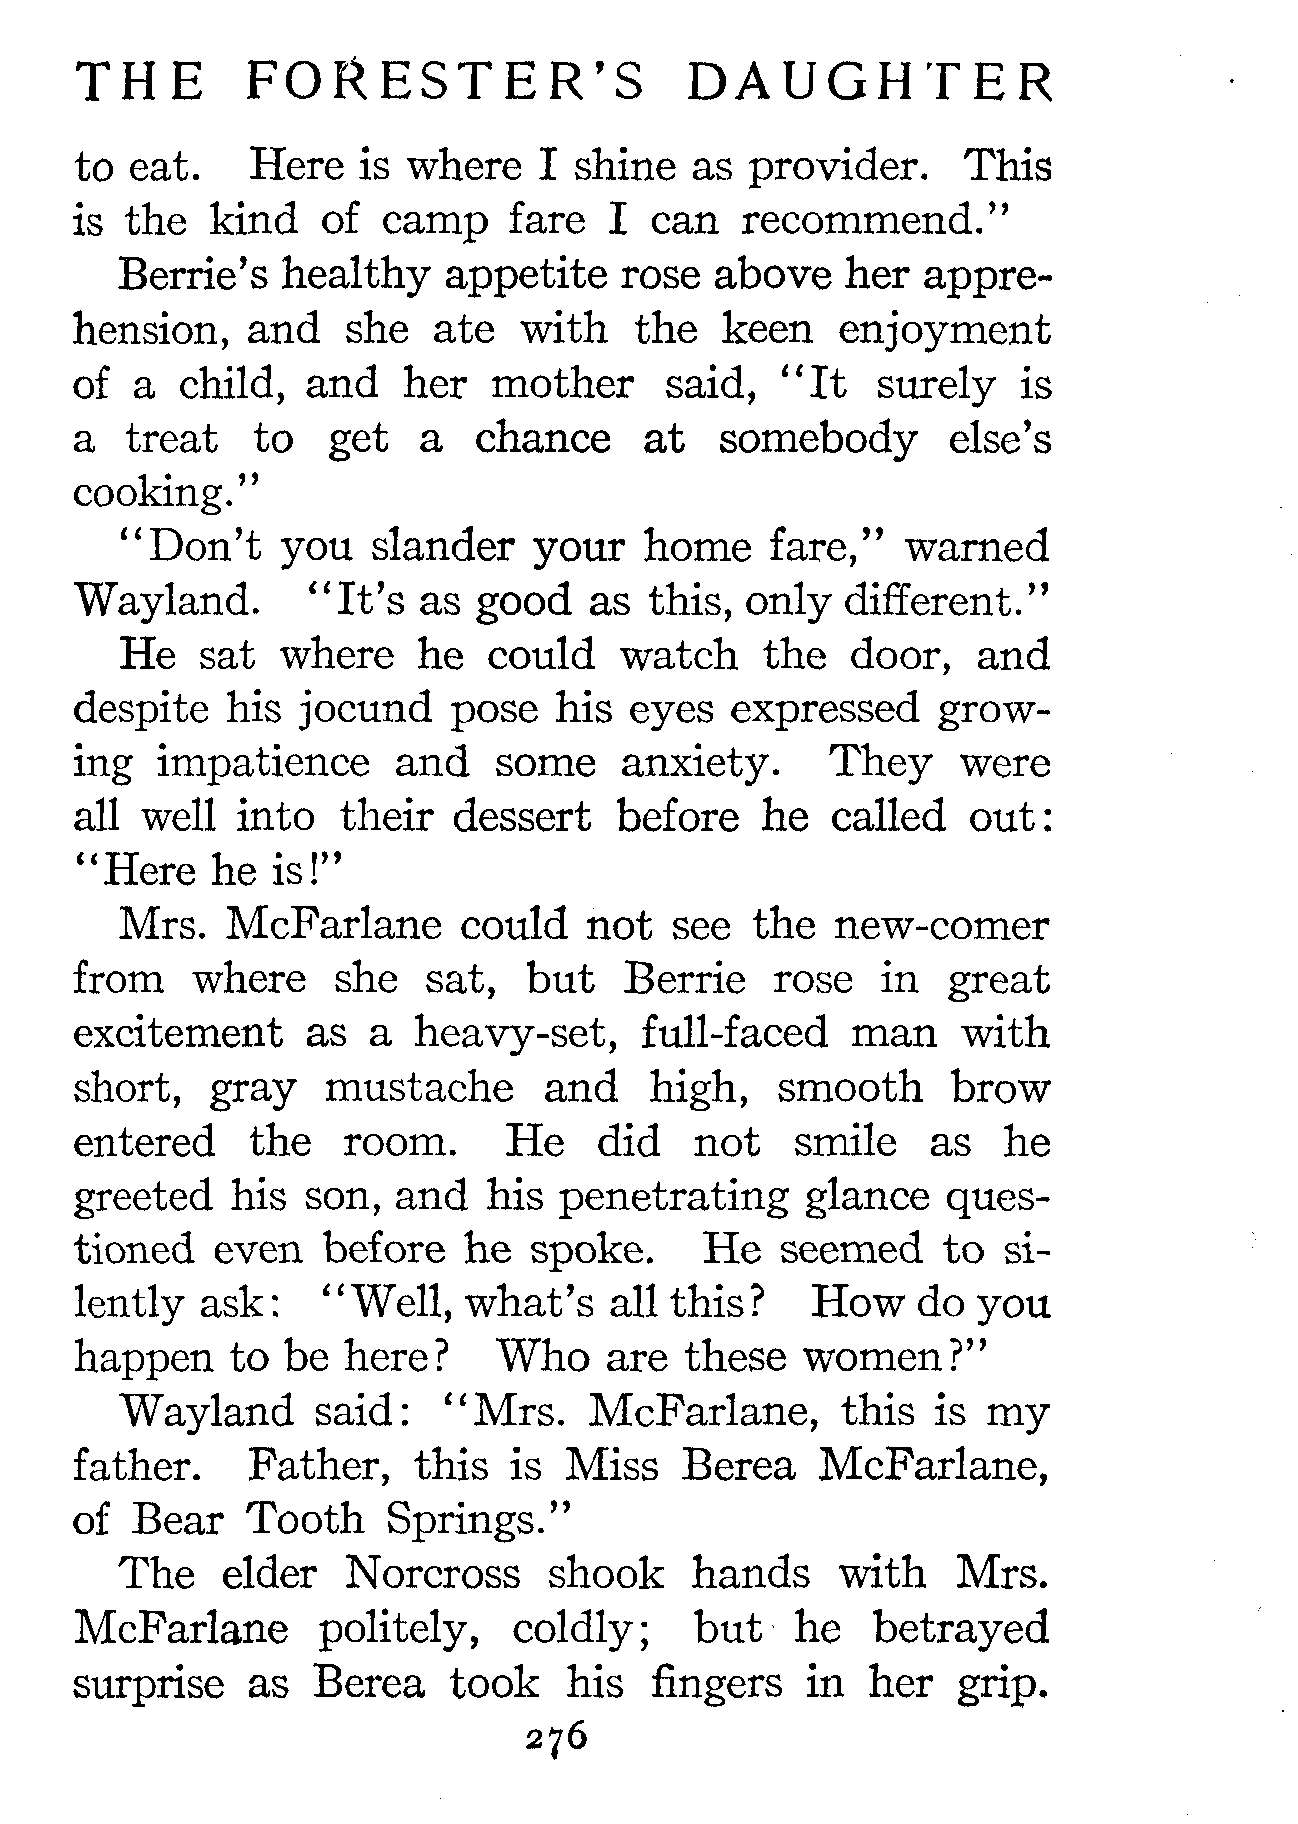 THE FORESTER'S DAUGHTER
to eat. Here is where I shine as provider. This
is the kind of camp fare I can recommend."
Berrie's healthy appetite rose above her appre-
hension, and she ate with the keen enjoyment
of a child, and her mother said, "It surely is
a treat to get a chance at somebody else's
cooking."
"Don't you slander your home fare," warned
Wayland. "It's as good as this, only different."
He sat where he could watch the door, and
despite his jocund pose his eyes expressed grow-
ing impatience and some anxiety. They were
all well into their dessert before he called out:
"Here he is!"
Mrs. McFarlane could not see the new-comer
from where she sat, but Berrie rose in great
excitement as a heavy-set, full-faced man with
short, gray mustache and high, smooth brow
entered the room. He did not smile as he
greeted his son, and his penetrating glance ques-
tioned even before he spoke. He seemed to si-
lently ask: "Well, what's all this? How do you
happen to be here? Who are these women?"
Wayland said: "Mrs. McFarlane, this is my
father. Father, this is Miss Berea McFarlane,
of Bear Tooth Springs."
The elder Norcross shook hands with Mrs.
McFarlane politely, coldly; but he betrayed
surprise as Berea took his fingers in her grip.
276